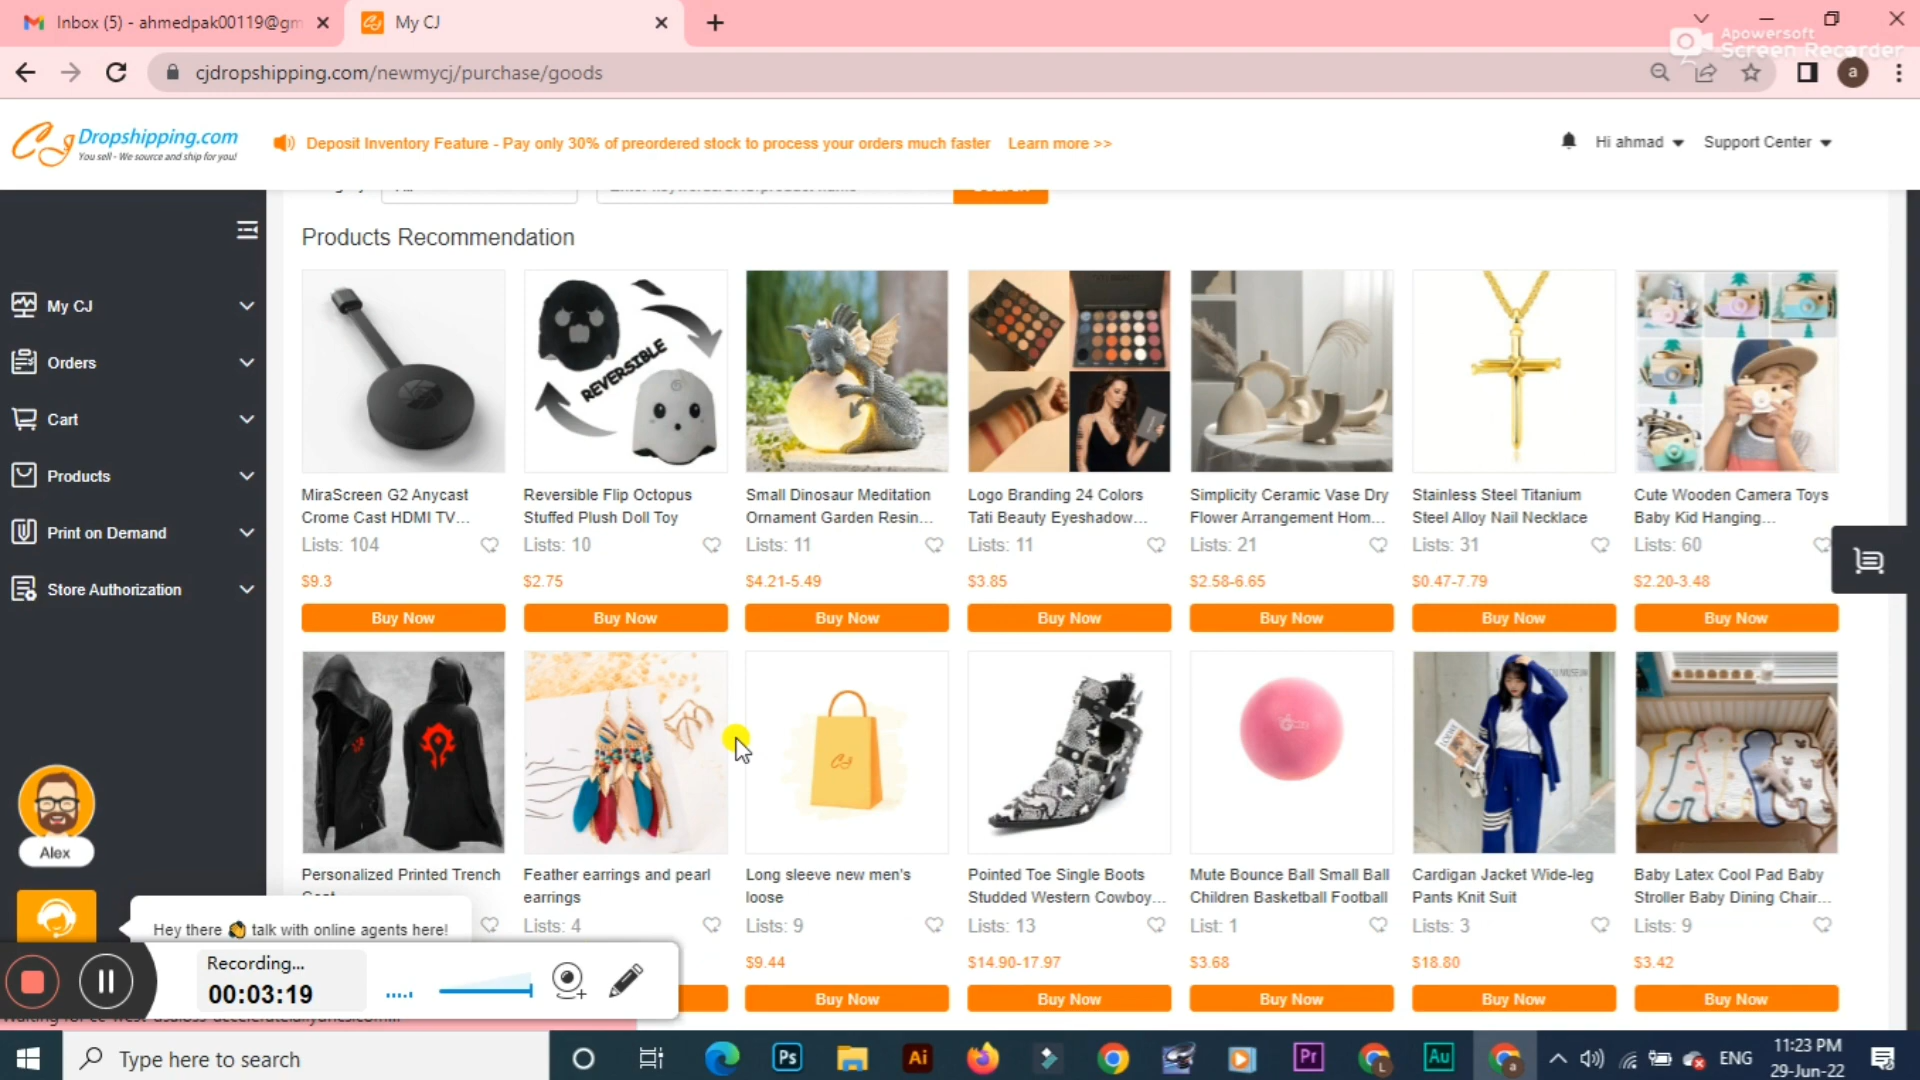 Inbox (5) - ahmedpak00119@gm
My CJ
Apowersoft
Screen Recorder
cjdropshipping.com/newmycj/purchase/goods
a
Dropshipping.com
You sell - We source and ship for you!
Deposit Inventory Feature - Pay only 30% of preordered stock to process your orders much faster Learn more >>
Hi ahmad
Support Center
Products Recommendation
My CJ
Orders
Cart
Products
Print on Demand
Store Authorization
REVERSIBLE
MiraScreen G2 Anycast
Crome Cast HDMI TV...
Lists: 104
$9.3
Buy Now
Reversible Flip Octopus
Stuffed Plush Doll Toy
Lists: 10
$2.75
Buy Now
Small Dinosaur Meditation
Ornament Garden Resin...
Lists: 11
$4.21-5.49
Buy Now
Logo Branding 24 Colors
Tati Beauty Eyeshadow...
Lists: 11
$3.85
Buy Now
Simplicity Ceramic Vase Dry
Flower Arrangement Hom...
Lists: 21
$2.58-6.65
Buy Now
Stainless Steel Titanium
Steel Alloy Nail Necklace
Lists: 31
$0.47-7.79
Buy Now
Cute Wooden Camera Toys
Baby Kid Hanging...
Lists: 60
$2.20-3.48
Buy Now
Personalized Printed Trench
Feather earrings and pearl
earrings
Lists: 4
CJ
Long sleeve new men's
loose
Lists: 9
$9.44
Buy Now
Pointed Toe Single Boots
Studded Western Cowboy...
Lists: 13
$14.90-17.97
Buy Now
Mute Bounce Ball Small Ball
Children Basketball Football
List: 1
$3.68
Buy Now
Cardigan Jacket Wide-leg
Pants Knit Suit
Lists: 3
$18.80
Buy Now
Baby Latex Cool Pad Baby
Stroller Baby Dining Chair...
Lists: 9
$3.42
Buy Now
Alex
Hey there 👋 talk with online agents here!
Recording...
00:03:19
Type here to search
Ps
Ai
Pr
L
Au
a
ENG
11:23 PM
29-Jun-22